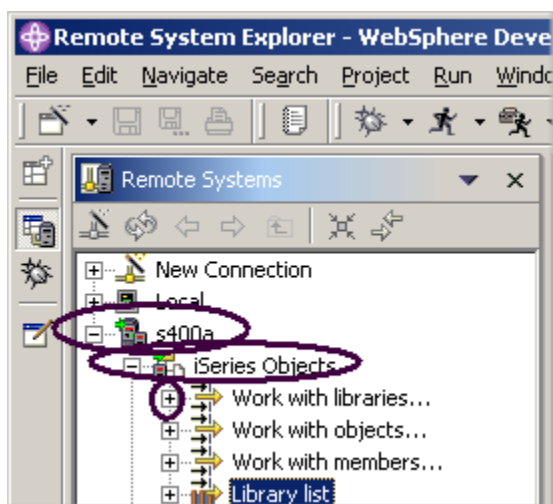 Remote System Explorer - WebSphere Deve
File Edit Navigate Search Project Run Windo
Remote Systems
New Connection
Local
s400a
iSeries Objects
Work with libraries...
Work with objects...
Work with members...
Library list